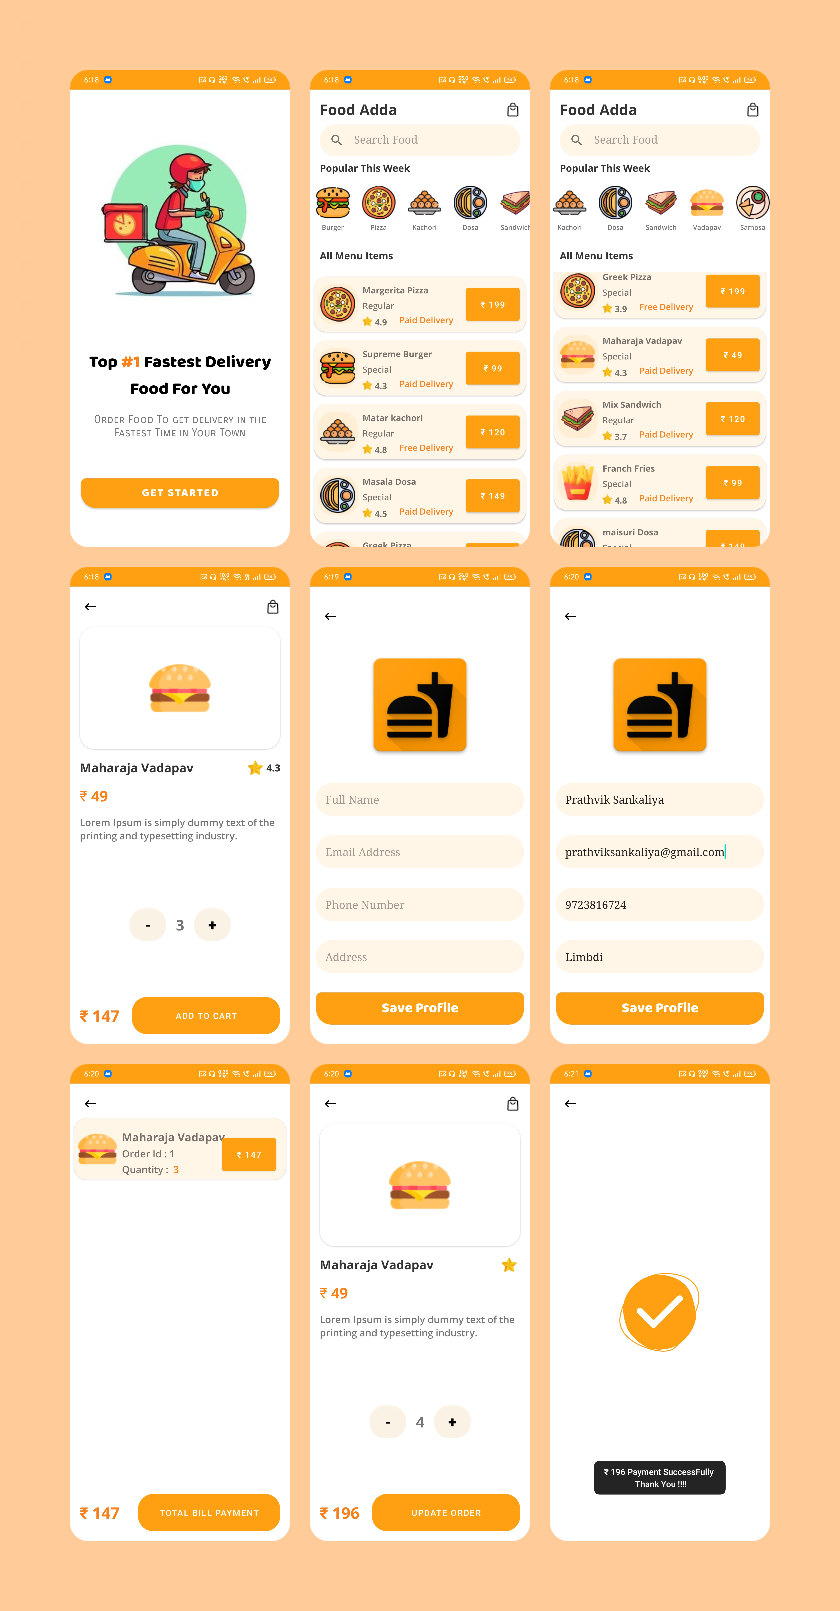 6:18
Top #1 Fastest Delivery
Food For You
Order Food To get delivery in the
Fastest Time in Your Town
GET STARTED
6:18
Food Adda
Search Food
Popular This Week
Burger Pizza Kachori Dosa Sandwich
All Menu Items
Margerita Pizza
Regular
4.9 Paid Delivery
₹ 199
Supreme Burger
Special
4.3 Paid Delivery
₹ 99
Matar kachori
Regular
4.8 Free Delivery
₹ 120
Masala Dosa
Special
4.5 Paid Delivery
₹ 149
Greek Pizza
6:18
Food Adda
Search Food
Popular This Week
Kachori Dosa Sandwich Vadapav Samosa
All Menu Items
Greek Pizza
Special
3.9 Free Delivery
₹ 199
Maharaja Vadapav
Special
4.3 Paid Delivery
₹ 49
Mix Sandwich
Regular
3.7 Paid Delivery
₹ 120
Franch Fries
Special
4.8 Paid Delivery
₹ 99
maisuri Dosa
Special
₹ 149
6:18
Maharaja Vadapav
4.3
₹ 49
Lorem Ipsum is simply dummy text of the
printing and typesetting industry.
- 3 +
₹ 147
ADD TO CART
6:19
Full Name
Email Address
Phone Number
Address
Save Profile
6:20
Prathvik Sankaliya
prathviksankaliya@gmail.com
9723816724
Limbdi
Save Profile
6:20
Maharaja Vadapav
Order Id : 1
Quantity : 3
₹ 147
₹ 147
TOTAL BILL PAYMENT
6:20
Maharaja Vadapav
₹ 49
Lorem Ipsum is simply dummy text of the
printing and typesetting industry.
- 4 +
₹ 196
UPDATE ORDER
6:21
₹ 196 Payment SuccessFully
Thank You !!!!